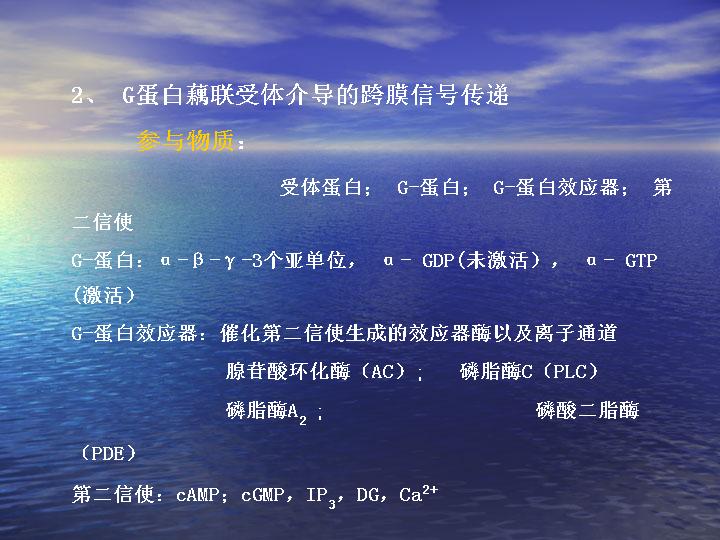 2、 G蛋白藕联受体介导的跨膜信号传递
参与物质：
受体蛋白； G-蛋白； G-蛋白效应器； 第
二信使
G-蛋白：α-β-γ-3个亚单位， α- GDP(未激活）， α- GTP
(激活）
G-蛋白效应器：催化第二信使生成的效应器酶以及离子通道
腺苷酸环化酶（AC）； 磷脂酶C（PLC）
磷脂酶A₂ ； 磷酸二脂酶
（PDE）
第二信使：cAMP；cGMP，IP₃，DG，Ca²⁺